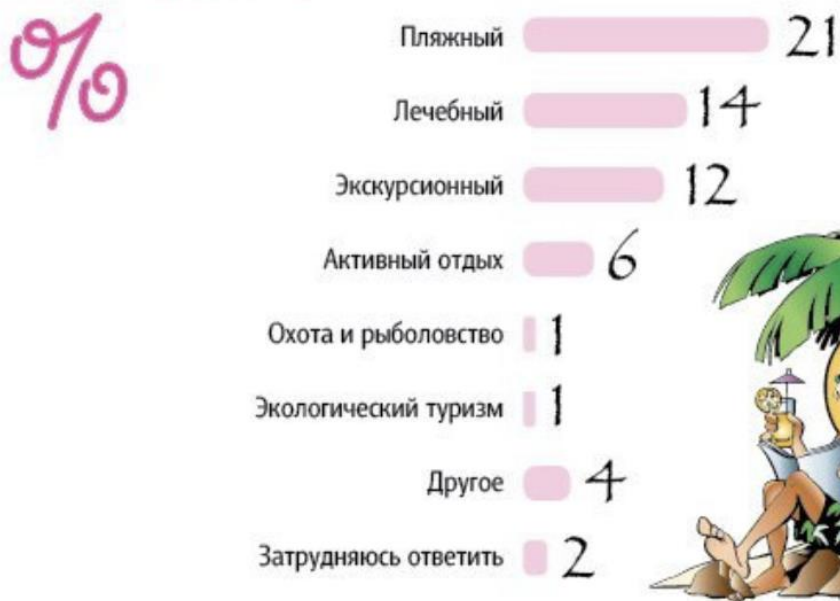 %
Пляжный 21
Лечебный 14
Экскурсионный 12
Активный отдых 6
Охота и рыболовство 1
Экологический туризм 1
Другое 4
Затрудняюсь ответить 2